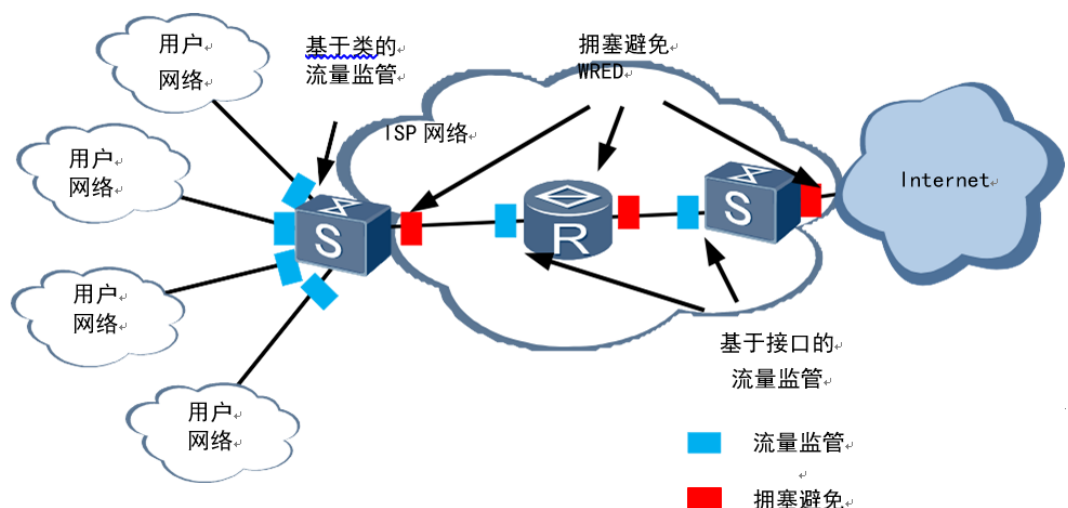 用户
网络
基于类的
流量监管
拥塞避免
WRED
ISP 网络
用户
网络
S
R
S
Internet
用户
网络
用户
网络
基于接口的
流量监管
流量监管
拥塞避免